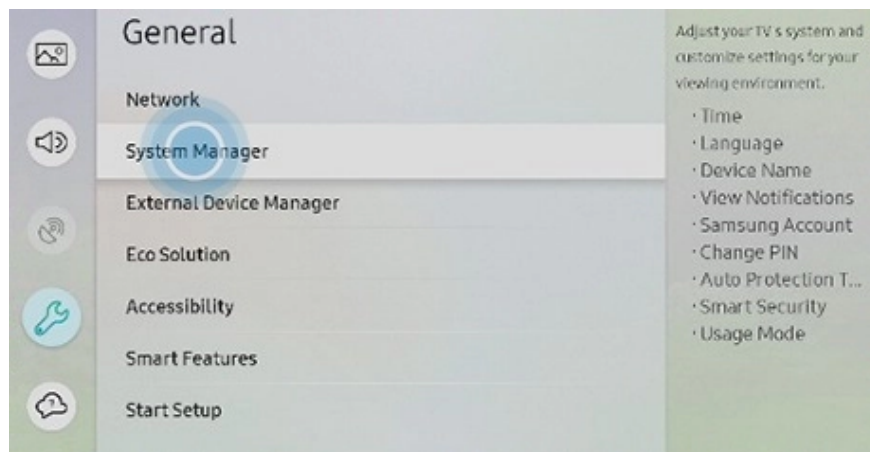 General
Network
System Manager
External Device Manager
Eco Solution
Accessibility
Smart Features
Start Setup
Adjust your TV s system and
customize settings for your
viewing environment.
· Time
· Language
· Device Name
· View Notifications
· Samsung Account
· Change PIN
· Auto Protection T...
· Smart Security
· Usage Mode
?